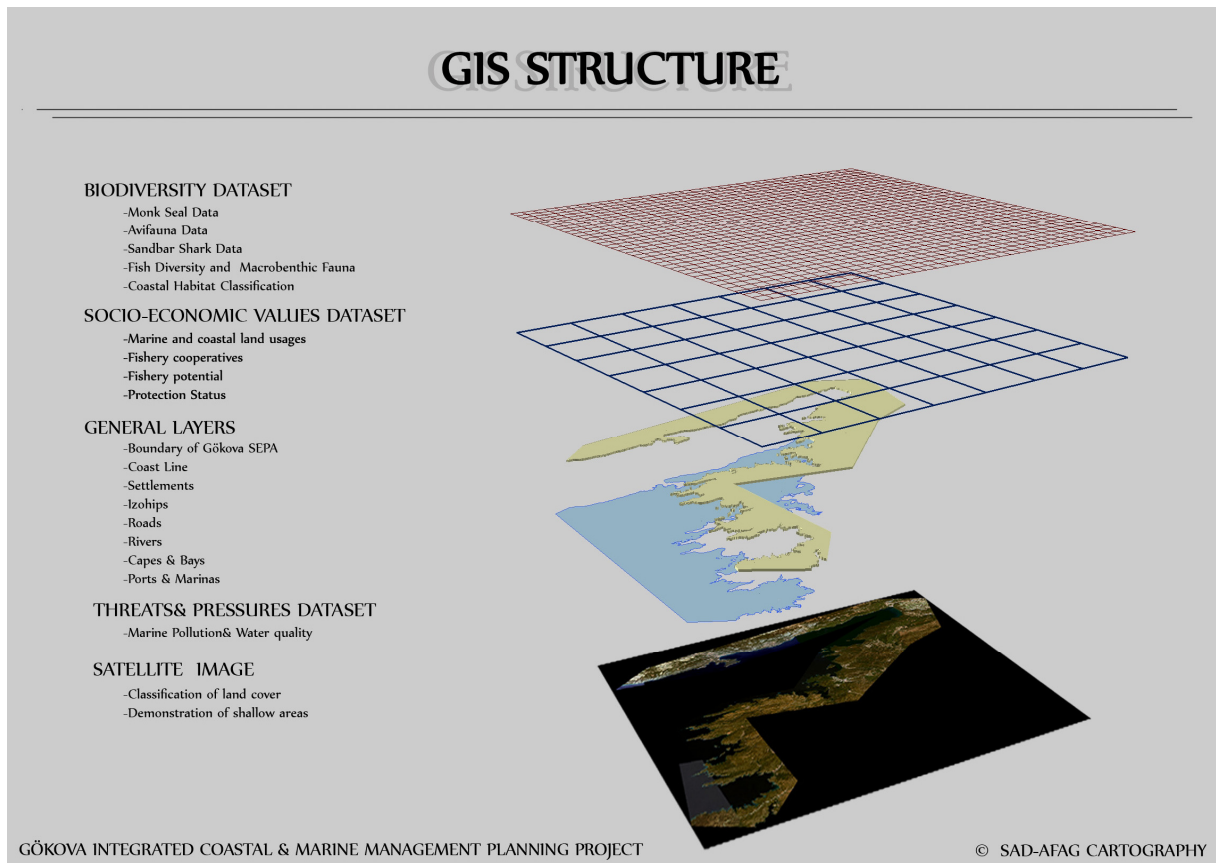 GIS STRUCTURE
BIODIVERSITY DATASET
-Monk Seal Data
-Avifauna Data
-Sandbar Shark Data
-Fish Diversity and Macrobenthic Fauna
-Coastal Habitat Classification
SOCIO-ECONOMIC VALUES DATASET
-Marine and coastal land usages
-Fishery cooperatives
-Fishery potential
-Protection Status
GENERAL LAYERS
-Boundary of Gökova SEPA
-Coast Line
-Settlements
-Izohips
-Roads
-Rivers
-Capes & Bays
-Ports & Marinas
THREATS& PRESSURES DATASET
-Marine Pollution& Water quality
SATELLITE IMAGE
-Classification of land cover
-Demonstration of shallow areas
GÖKOVA INTEGRATED COASTAL & MARINE MANAGEMENT PLANNING PROJECT
© SAD-AFAG CARTOGRAPHY